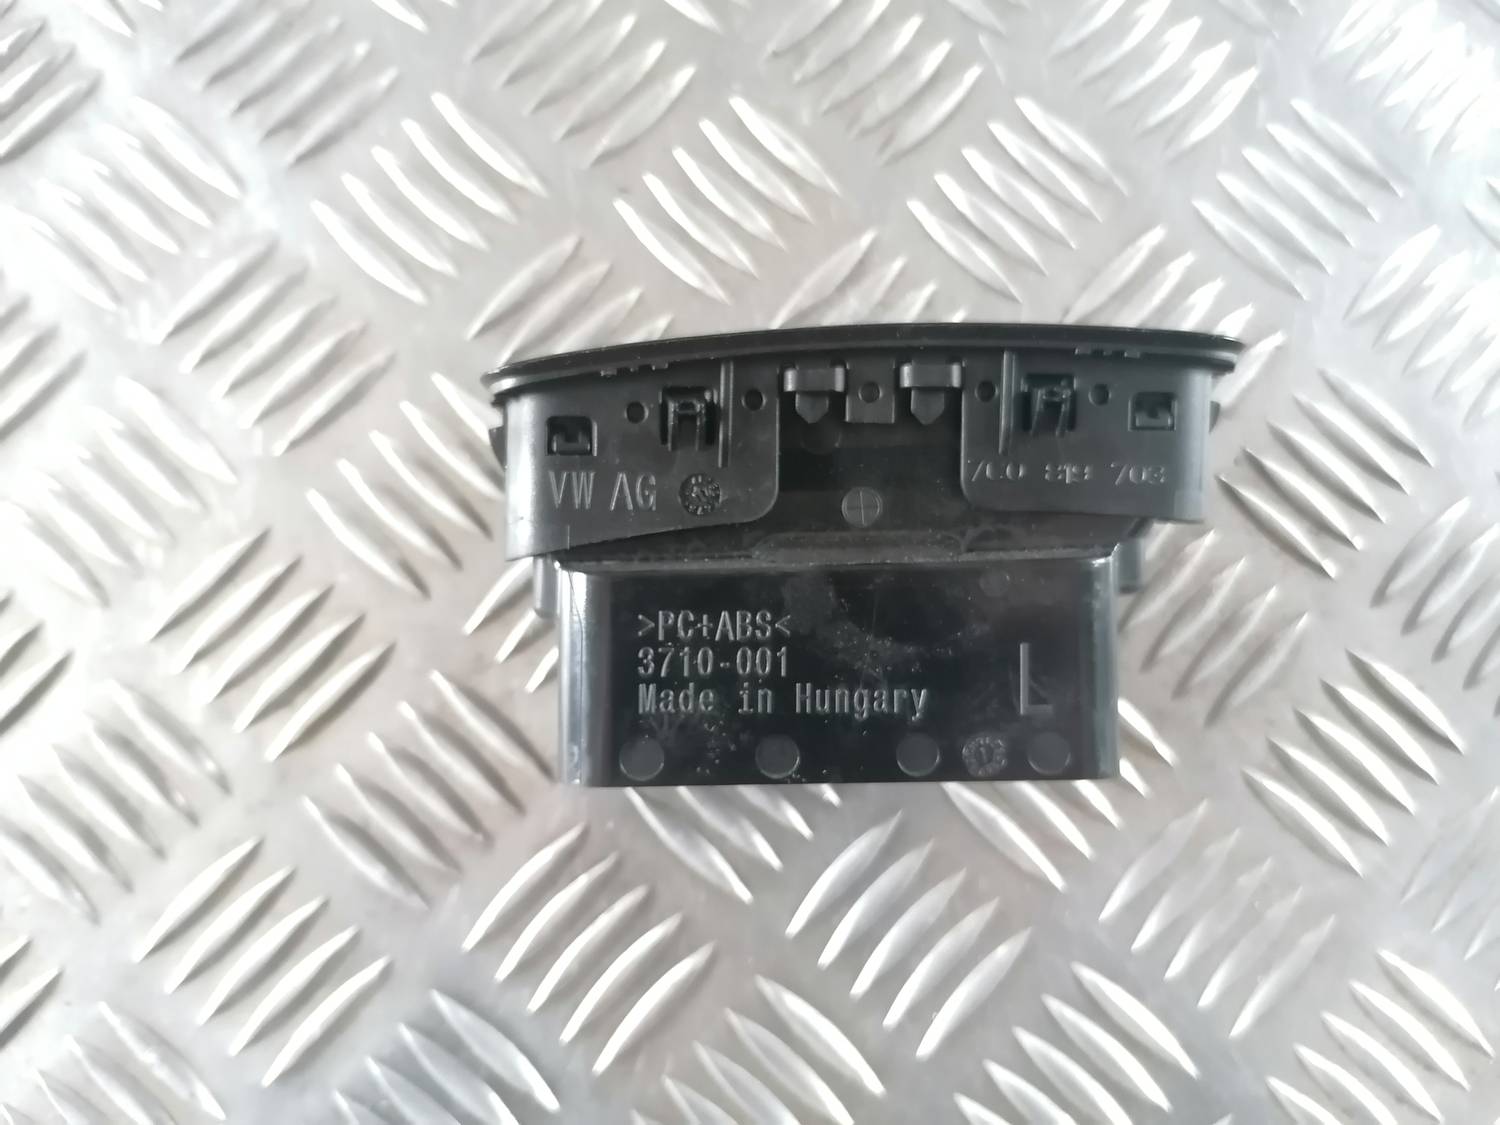 VW AG
7C0 819 703
>PC+ABS<
3710-001
Made in Hungary
L